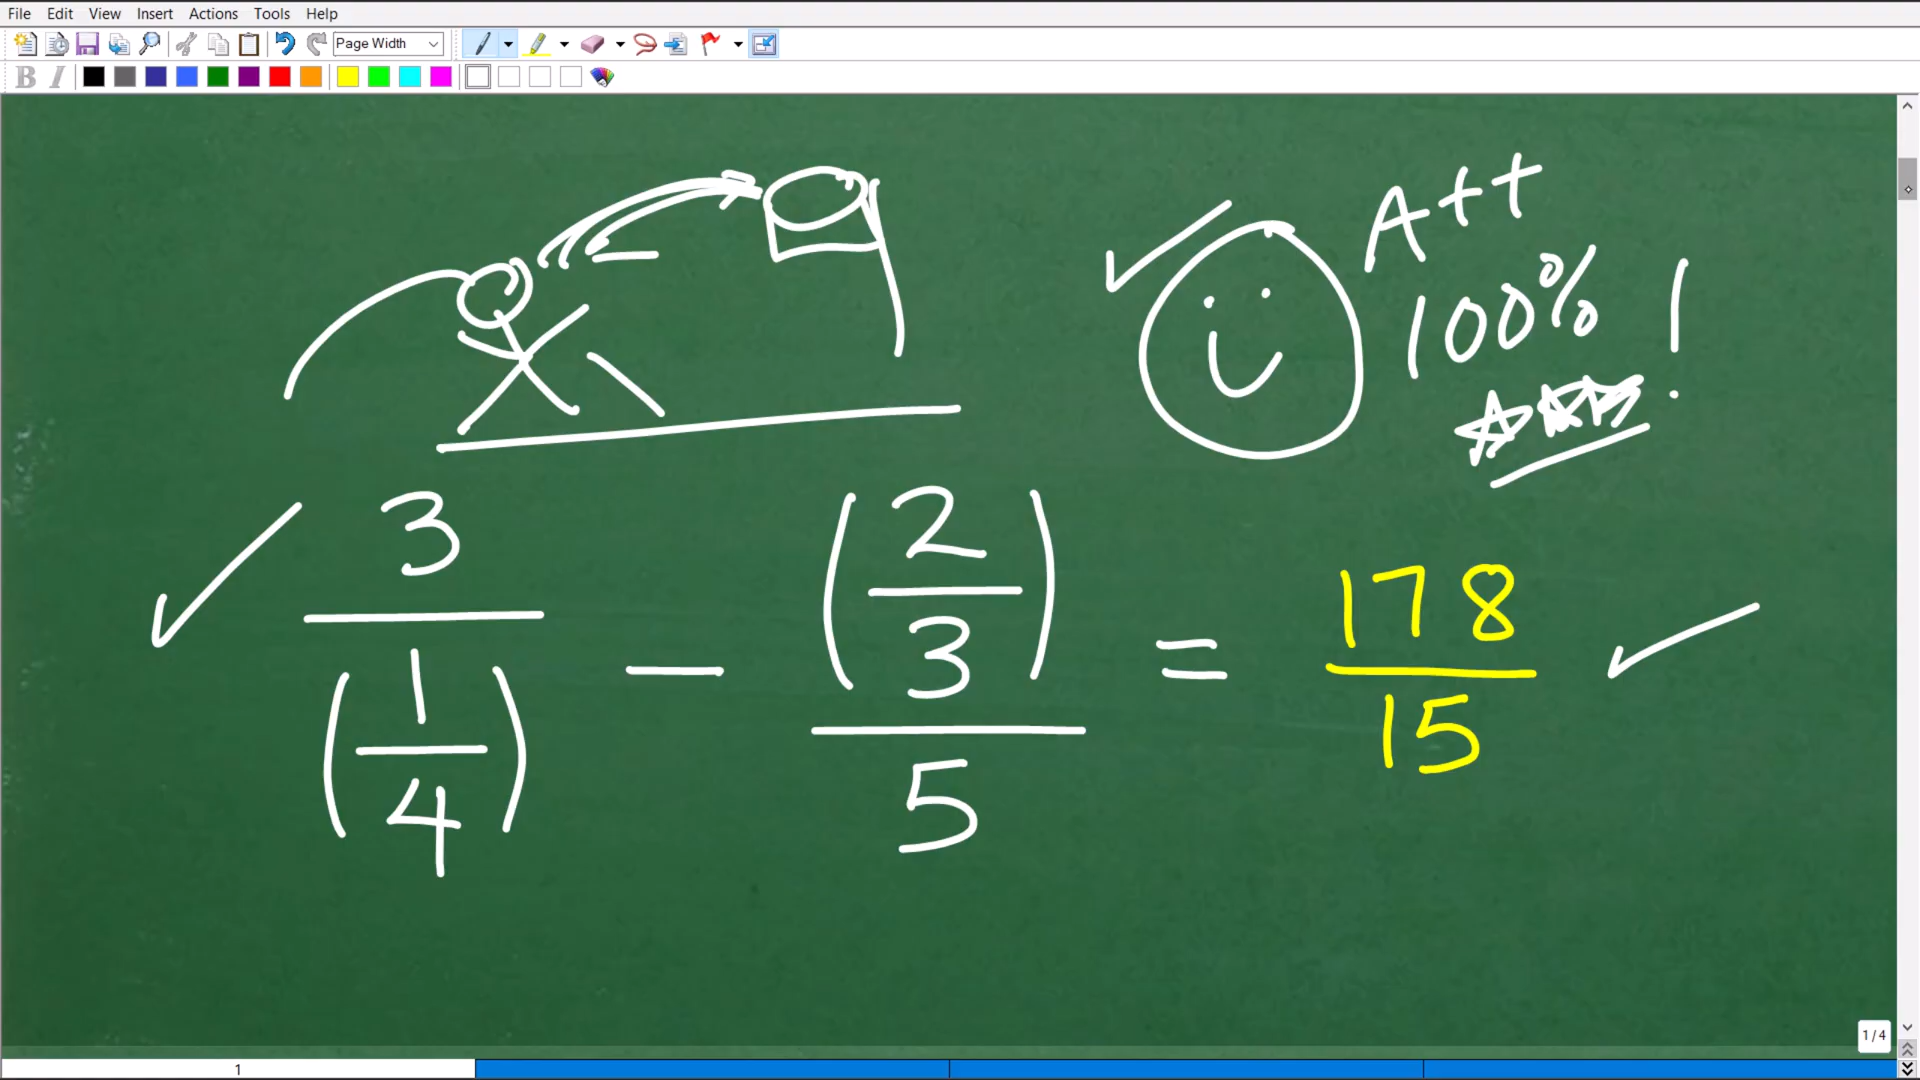 File Edit View Insert Actions Tools Help
Page Width
B I
A++
100% !
3/(1/4) − (2/3)/5 = 178/15
1/4
1